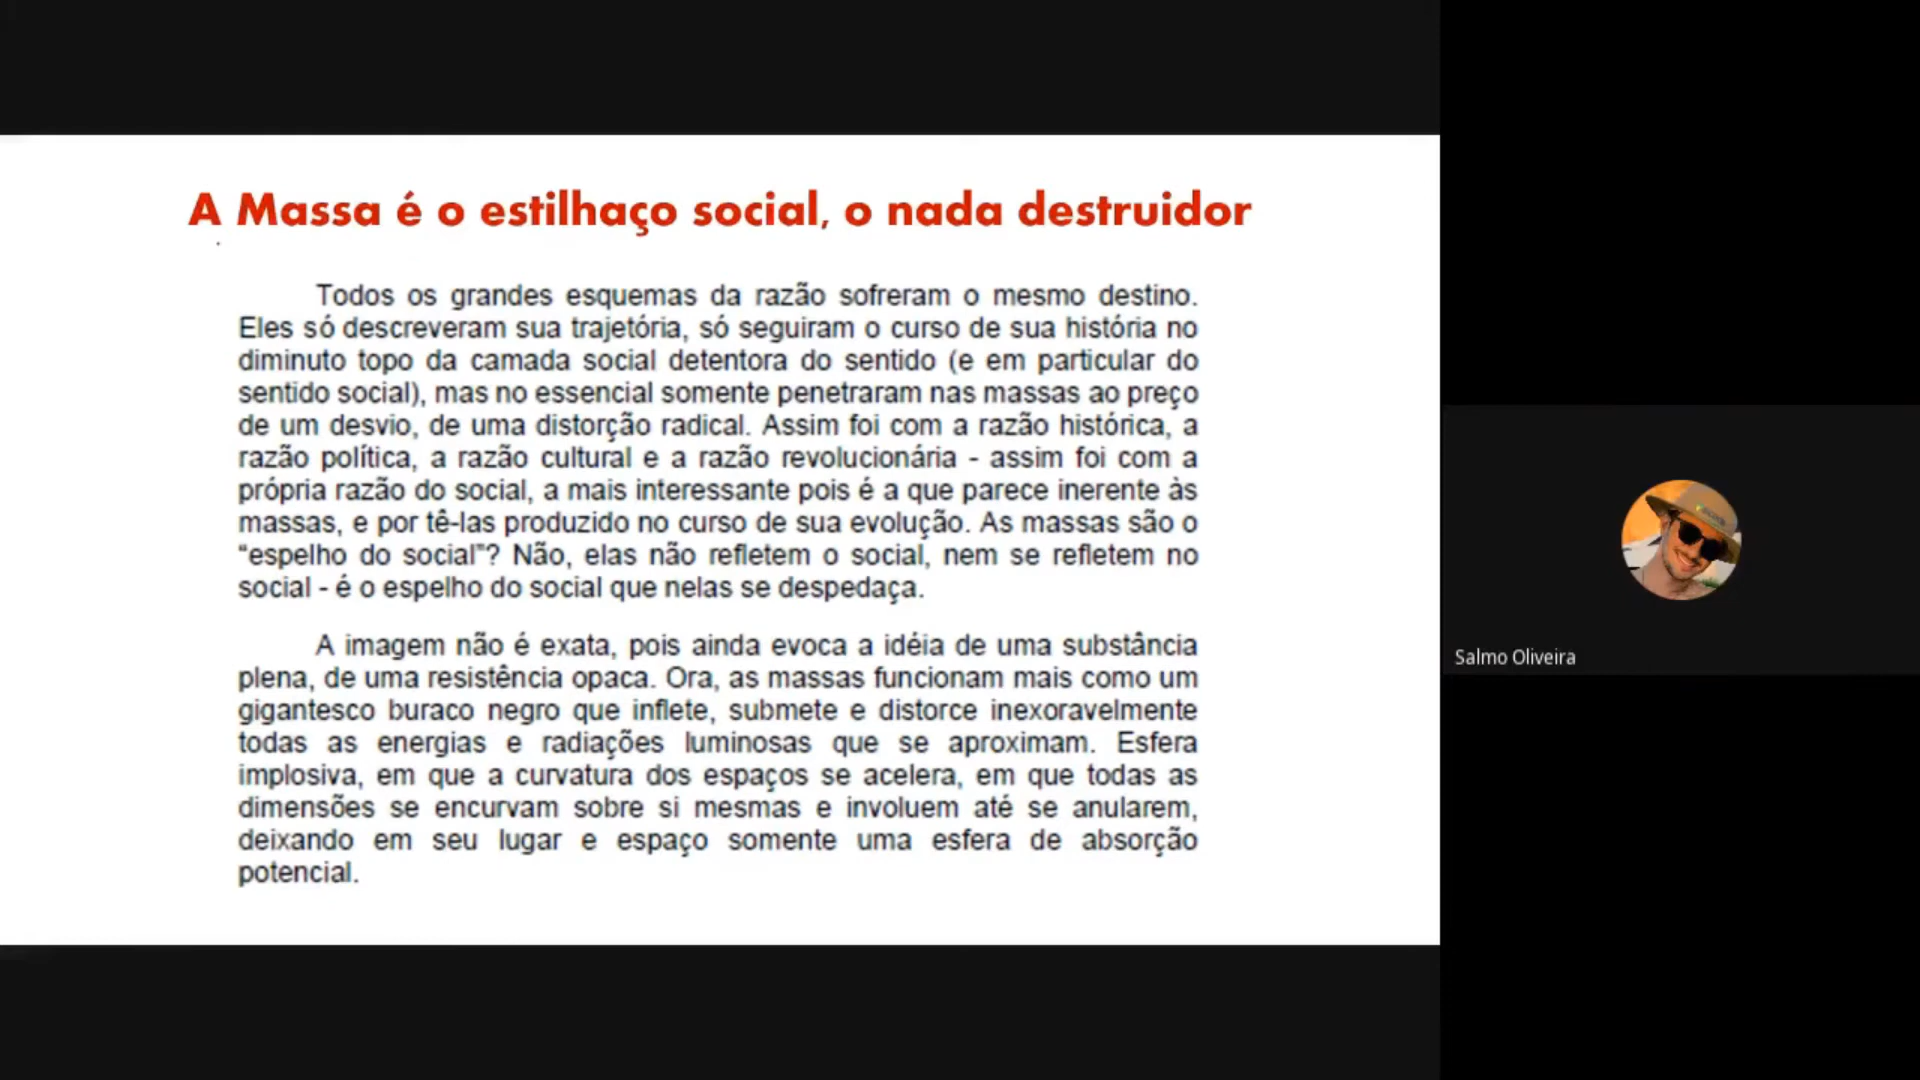 A Massa é o estilhaço social, o nada destruidor
Todos os grandes esquemas da razão sofreram o mesmo destino.
Eles só descreveram sua trajetória, só seguiram o curso de sua história no
diminuto topo da camada social detentora do sentido (e em particular do
sentido social), mas no essencial somente penetraram nas massas ao preço
de um desvio, de uma distorção radical. Assim foi com a razão histórica, a
razão política, a razão cultural e a razão revolucionária - assim foi com a
própria razão do social, a mais interessante pois é a que parece inerente às
massas, e por tê-las produzido no curso de sua evolução. As massas são o
“espelho do social”? Não, elas não refletem o social, nem se refletem no
social - é o espelho do social que nelas se despedaça.
A imagem não é exata, pois ainda evoca a idéia de uma substância
plena, de uma resistência opaca. Ora, as massas funcionam mais como um
gigantesco buraco negro que inflete, submete e distorce inexoravelmente
todas as energias e radiações luminosas que se aproximam. Esfera
implosiva, em que a curvatura dos espaços se acelera, em que todas as
dimensões se encurvam sobre si mesmas e involuem até se anularem,
deixando em seu lugar e espaço somente uma esfera de absorção
potencial.
Salmo Oliveira